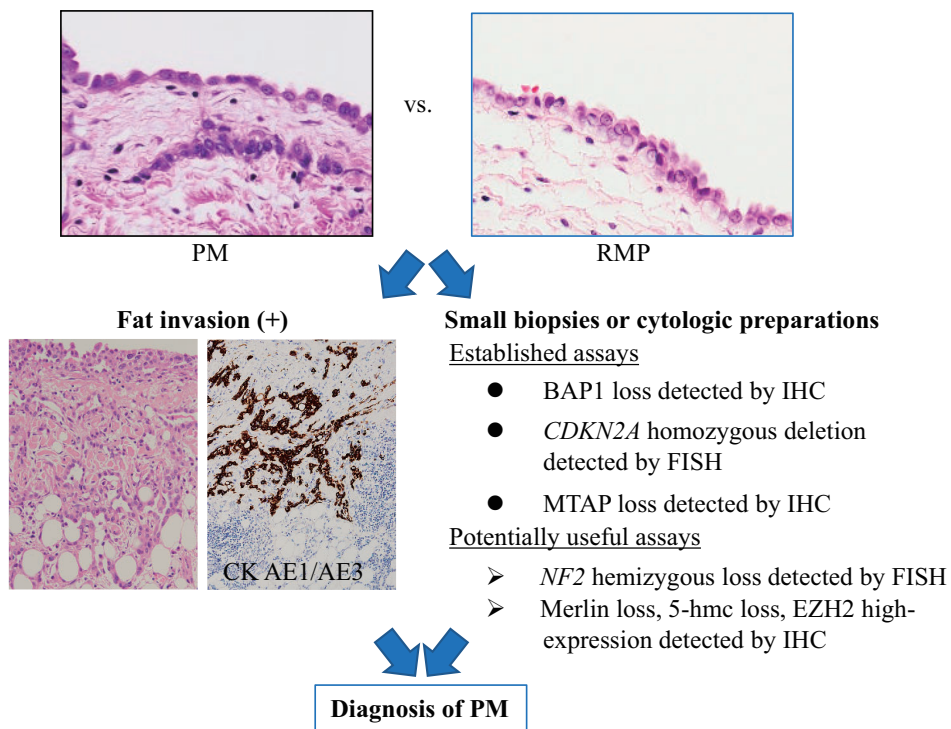 vs.
PM
RMP
Fat invasion (+)
CK AE1/AE3
Small biopsies or cytologic preparations
Established assays
● BAP1 loss detected by IHC
● CDKN2A homozygous deletion
detected by FISH
● MTAP loss detected by IHC
Potentially useful assays
➢ NF2 hemizygous loss detected by FISH
➢ Merlin loss, 5-hmc loss, EZH2 high-
expression detected by IHC
Diagnosis of PM